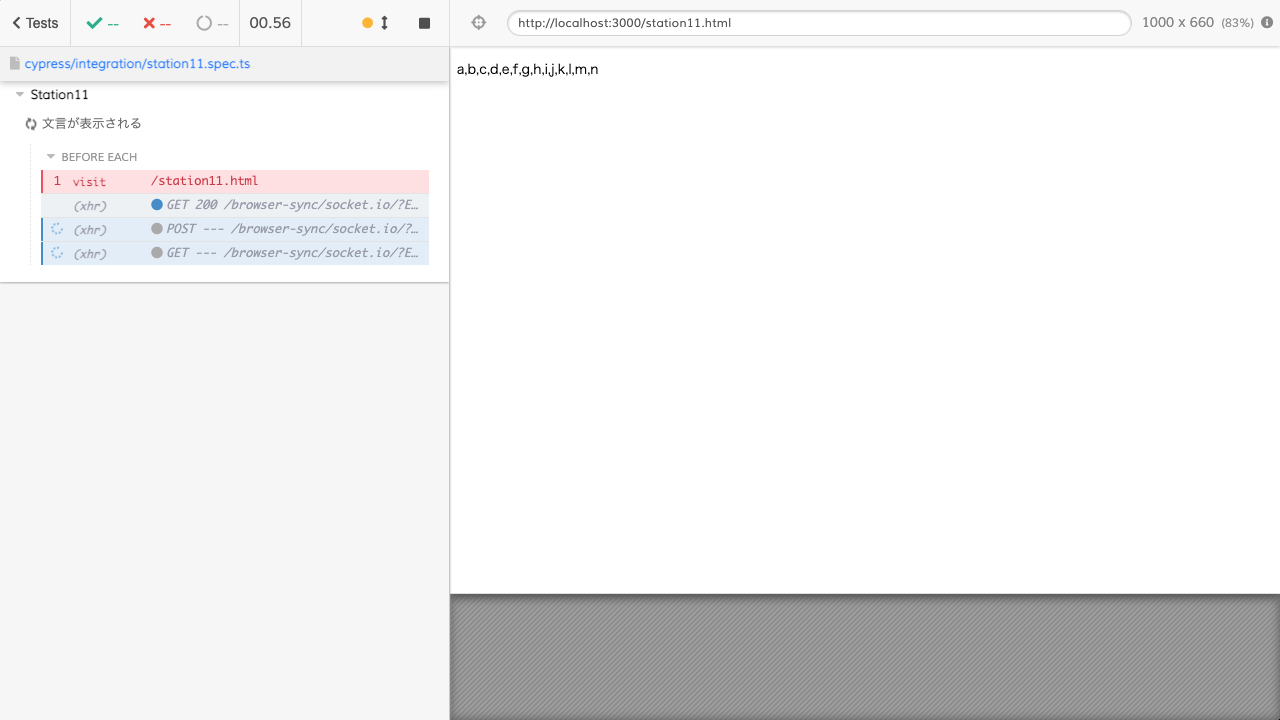 Tests -- -- -- 00.56
http://localhost:3000/station11.html 1000 x 660 (83%)
cypress/integration/station11.spec.ts
Station11
文言が表示される
BEFORE EACH
1 visit /station11.html
(xhr) GET 200 /browser-sync/socket.io/?E…
(xhr) POST --- /browser-sync/socket.io/?…
(xhr) GET --- /browser-sync/socket.io/?E…
a,b,c,d,e,f,g,h,i,j,k,l,m,n